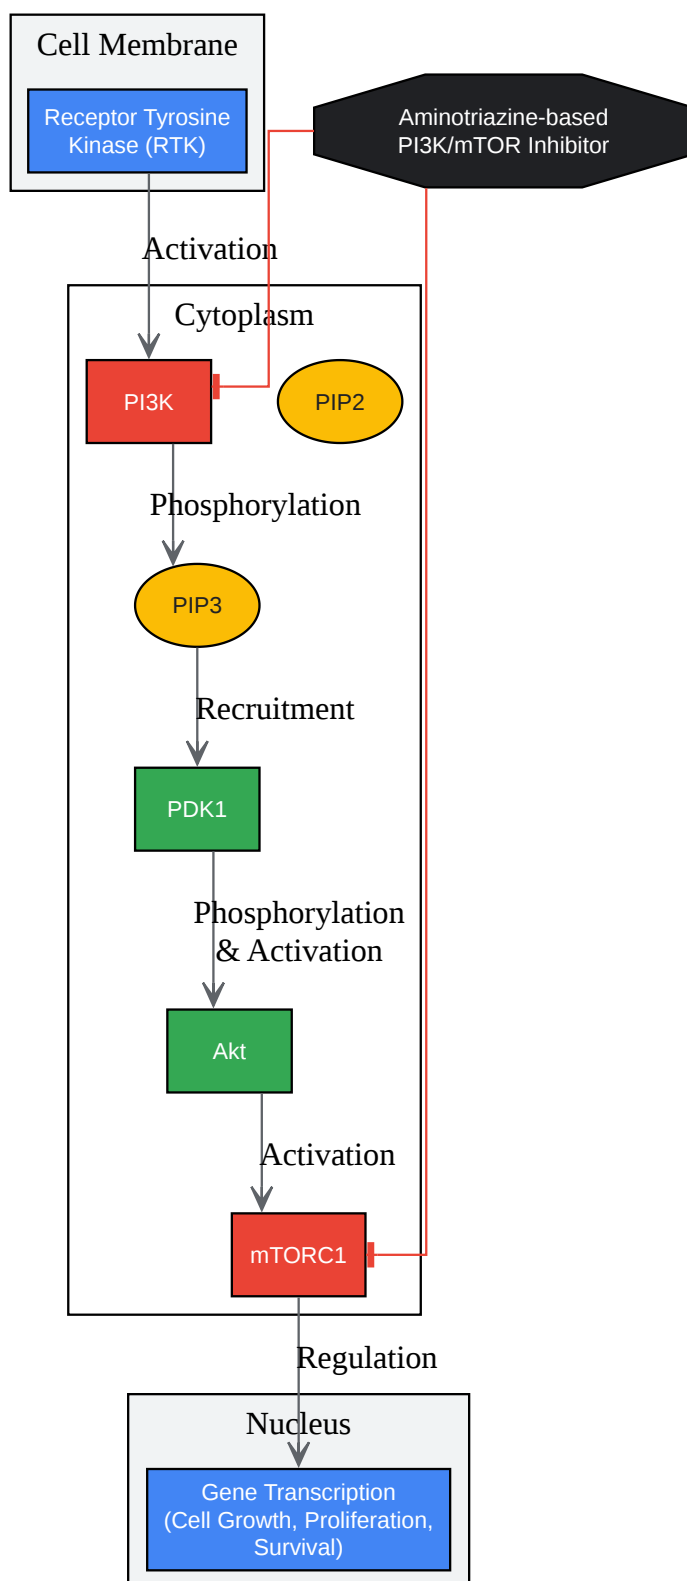 Cell Membrane
Receptor Tyrosine
Kinase (RTK)
Aminotriazine-based
PI3K/mTOR Inhibitor
Activation
Cytoplasm
PI3K
PIP2
Phosphorylation
PIP3
Recruitment
PDK1
Phosphorylation
& Activation
Akt
Activation
mTORC1
Regulation
Nucleus
Gene Transcription
(Cell Growth, Proliferation,
Survival)